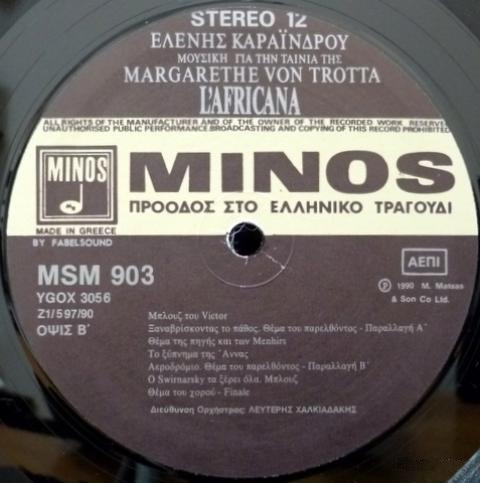 STEREO 12
ΕΛΕΝΗΣ ΚΑΡΑΪΝΔΡΟΥ
ΜΟΥΣΙΚΗ ΓΙΑ ΤΗΝ ΤΑΙΝΙΑ ΤΗΣ
MARGARETHE VON TROTTA
L'AFRICANA
ALL RIGHTS OF THE MANUFACTURER AND OF THE OWNER OF THE RECORDED WORK RESERVE
UNAUTHORISED PUBLIC PERFORMANCE.BROADCASTING AND COPYING OF THIS RECORD PROHIBITED
MINOS
MINOS
ΠΡΟΟΔΟΣ ΣΤΟ ΕΛΛΗΝΙΚΟ ΤΡΑΓΟΥΔΙ
MADE IN GREECE
BY FABELSOUND
MSM 903
YGOX 3056
Z1/597/90
ΟΨΙΣ Β΄
ΑΕΠΙ
Ⓟ 1990 M. Matsas
& Son Co Ltd.
Μπλουζ του Victor
Ξαναβρίσκοντας το πάθος. Θέμα του παρελθόντος - Παραλλαγή Α΄
Θέμα της πηγής και των Menhirs
Το ξύπνημα της ΄Αννας
Αεροδρόμιο. Θέμα του παρελθόντος - Παραλλαγή Β΄
Ο Swirnarsky τα ξέρει όλα. Μπλουζ
Θέμα του χορού - Finale
Διεύθυνση Ορχήστρας: ΛΕΥΤΕΡΗΣ ΧΑΛΚΙΑΔΑΚΗΣ